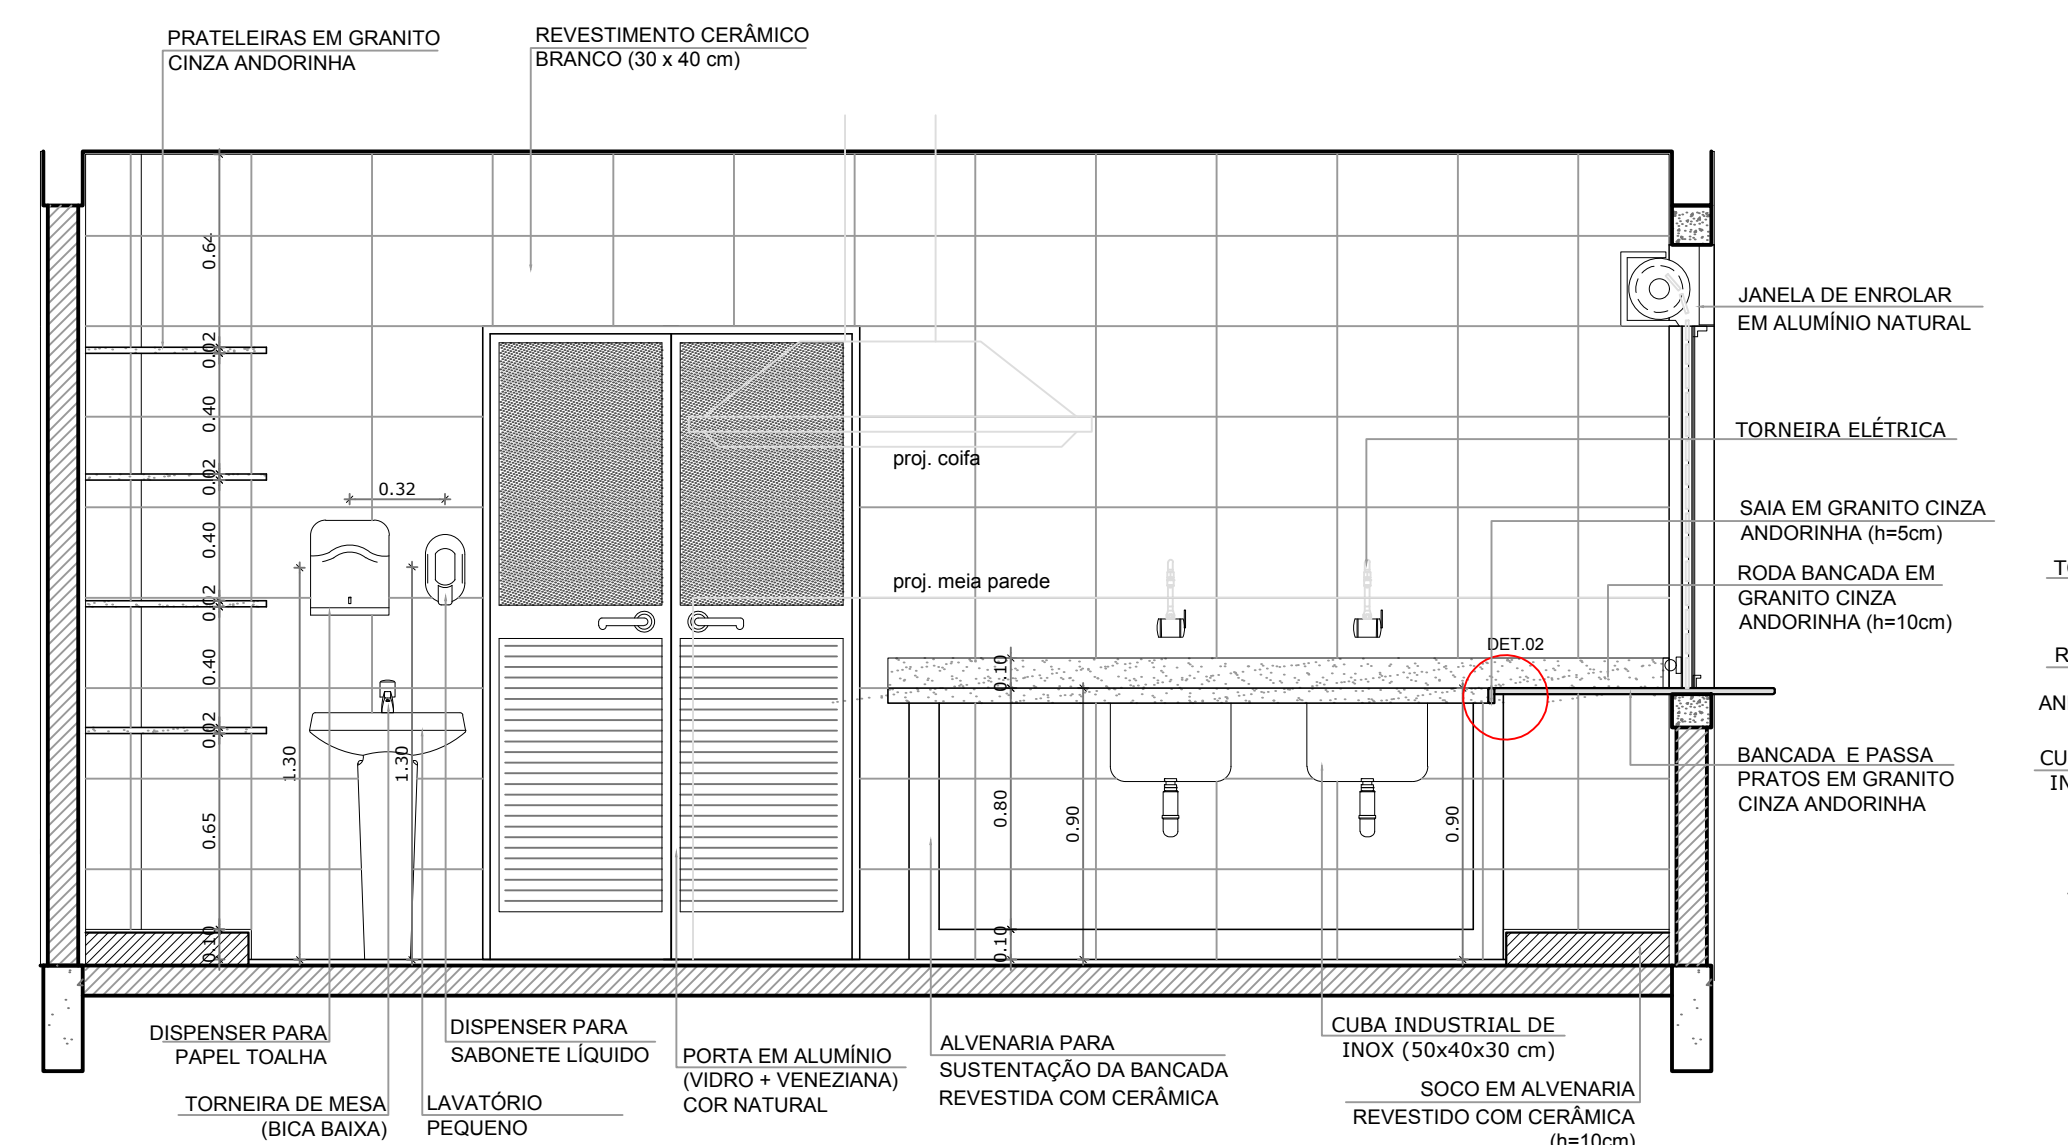 PRATELEIRAS EM GRANITO
CINZA ANDORINHA
REVESTIMENTO CERÂMICO
BRANCO (30 x 40 cm)
0.64
0.02
0.40
0.02
0.40
0.02
0.40
0.02
0.65
0.10
0.32
1.30
1.30
proj. coifa
proj. meia parede
0.10
0.80
0.10
0.90
0.90
DET.02
JANELA DE ENROLAR
EM ALUMÍNIO NATURAL
TORNEIRA ELÉTRICA
SAIA EM GRANITO CINZA
ANDORINHA (h=5cm)
RODA BANCADA EM
GRANITO CINZA
ANDORINHA (h=10cm)
BANCADA E PASSA
PRATOS EM GRANITO
CINZA ANDORINHA
DISPENSER PARA
PAPEL TOALHA
TORNEIRA DE MESA
(BICA BAIXA)
DISPENSER PARA
SABONETE LÍQUIDO
LAVATÓRIO
PEQUENO
PORTA EM ALUMÍNIO
(VIDRO + VENEZIANA)
COR NATURAL
ALVENARIA PARA
SUSTENTAÇÃO DA BANCADA
REVESTIDA COM CERÂMICA
CUBA INDUSTRIAL DE
INOX (50x40x30 cm)
SOCO EM ALVENARIA
REVESTIDO COM CERÂMICA
(h=10cm)